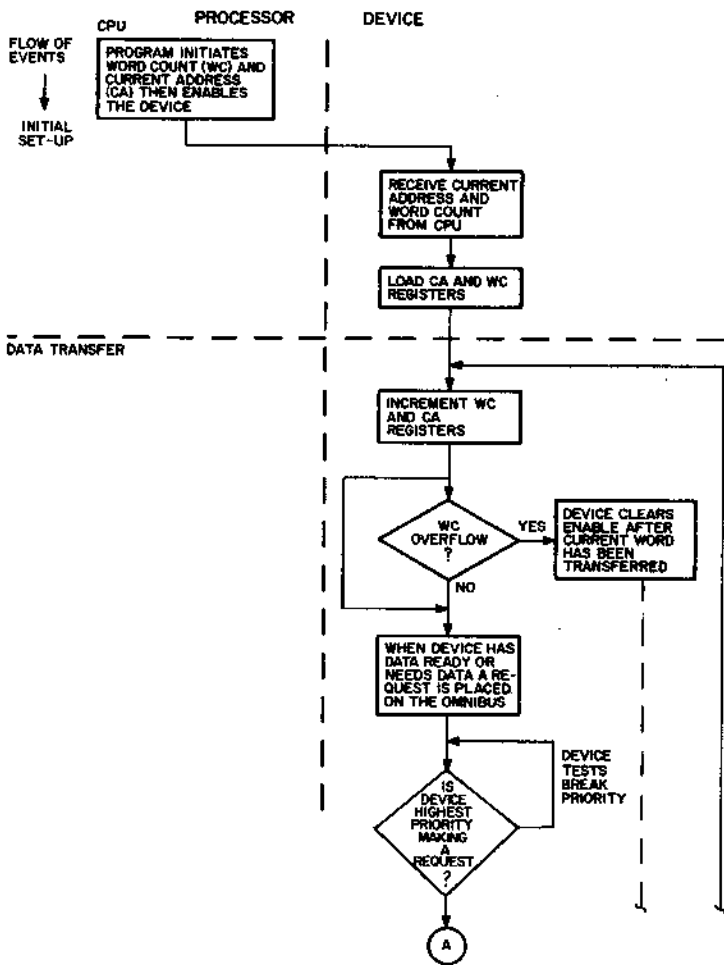 PROCESSOR
DEVICE
CPU
FLOW OF
EVENTS
INITIAL
SET-UP
PROGRAM INITIATES
WORD COUNT (WC) AND
CURRENT ADDRESS
(CA) THEN ENABLES
THE DEVICE
RECEIVE CURRENT
ADDRESS AND
WORD COUNT
FROM CPU
LOAD CA AND WC
REGISTERS
DATA TRANSFER
INCREMENT WC
AND CA
REGISTERS
WC
OVERFLOW
?
YES
DEVICE CLEARS
ENABLE AFTER
CURRENT WORD
HAS BEEN
TRANSFERRED
NO
WHEN DEVICE HAS
DATA READY OR
NEEDS DATA A RE-
QUEST IS PLACED
ON THE OMNIBUS
DEVICE
TESTS
BREAK
PRIORITY
IS
DEVICE
HIGHEST
PRIORITY
MAKING
A
REQUEST
?
A